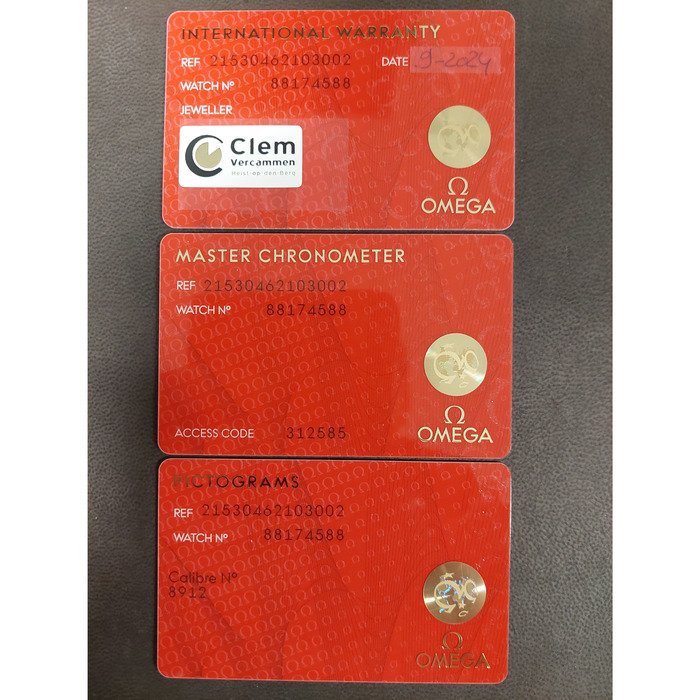 INTERNATIONAL WARRANTY
REF 21530462103002 DATE 9-2024
WATCH Nº 88174588
JEWELLER
Clem
Vercammen
Heist-op-den-Berg
Ω
OMEGA
MASTER CHRONOMETER
REF 21530462103002
WATCH Nº 88174588
ACCESS CODE 312585
Ω
OMEGA
PICTOGRAMS
REF 21530462103002
WATCH Nº 88174588
Calibre Nº
8912
Ω
OMEGA